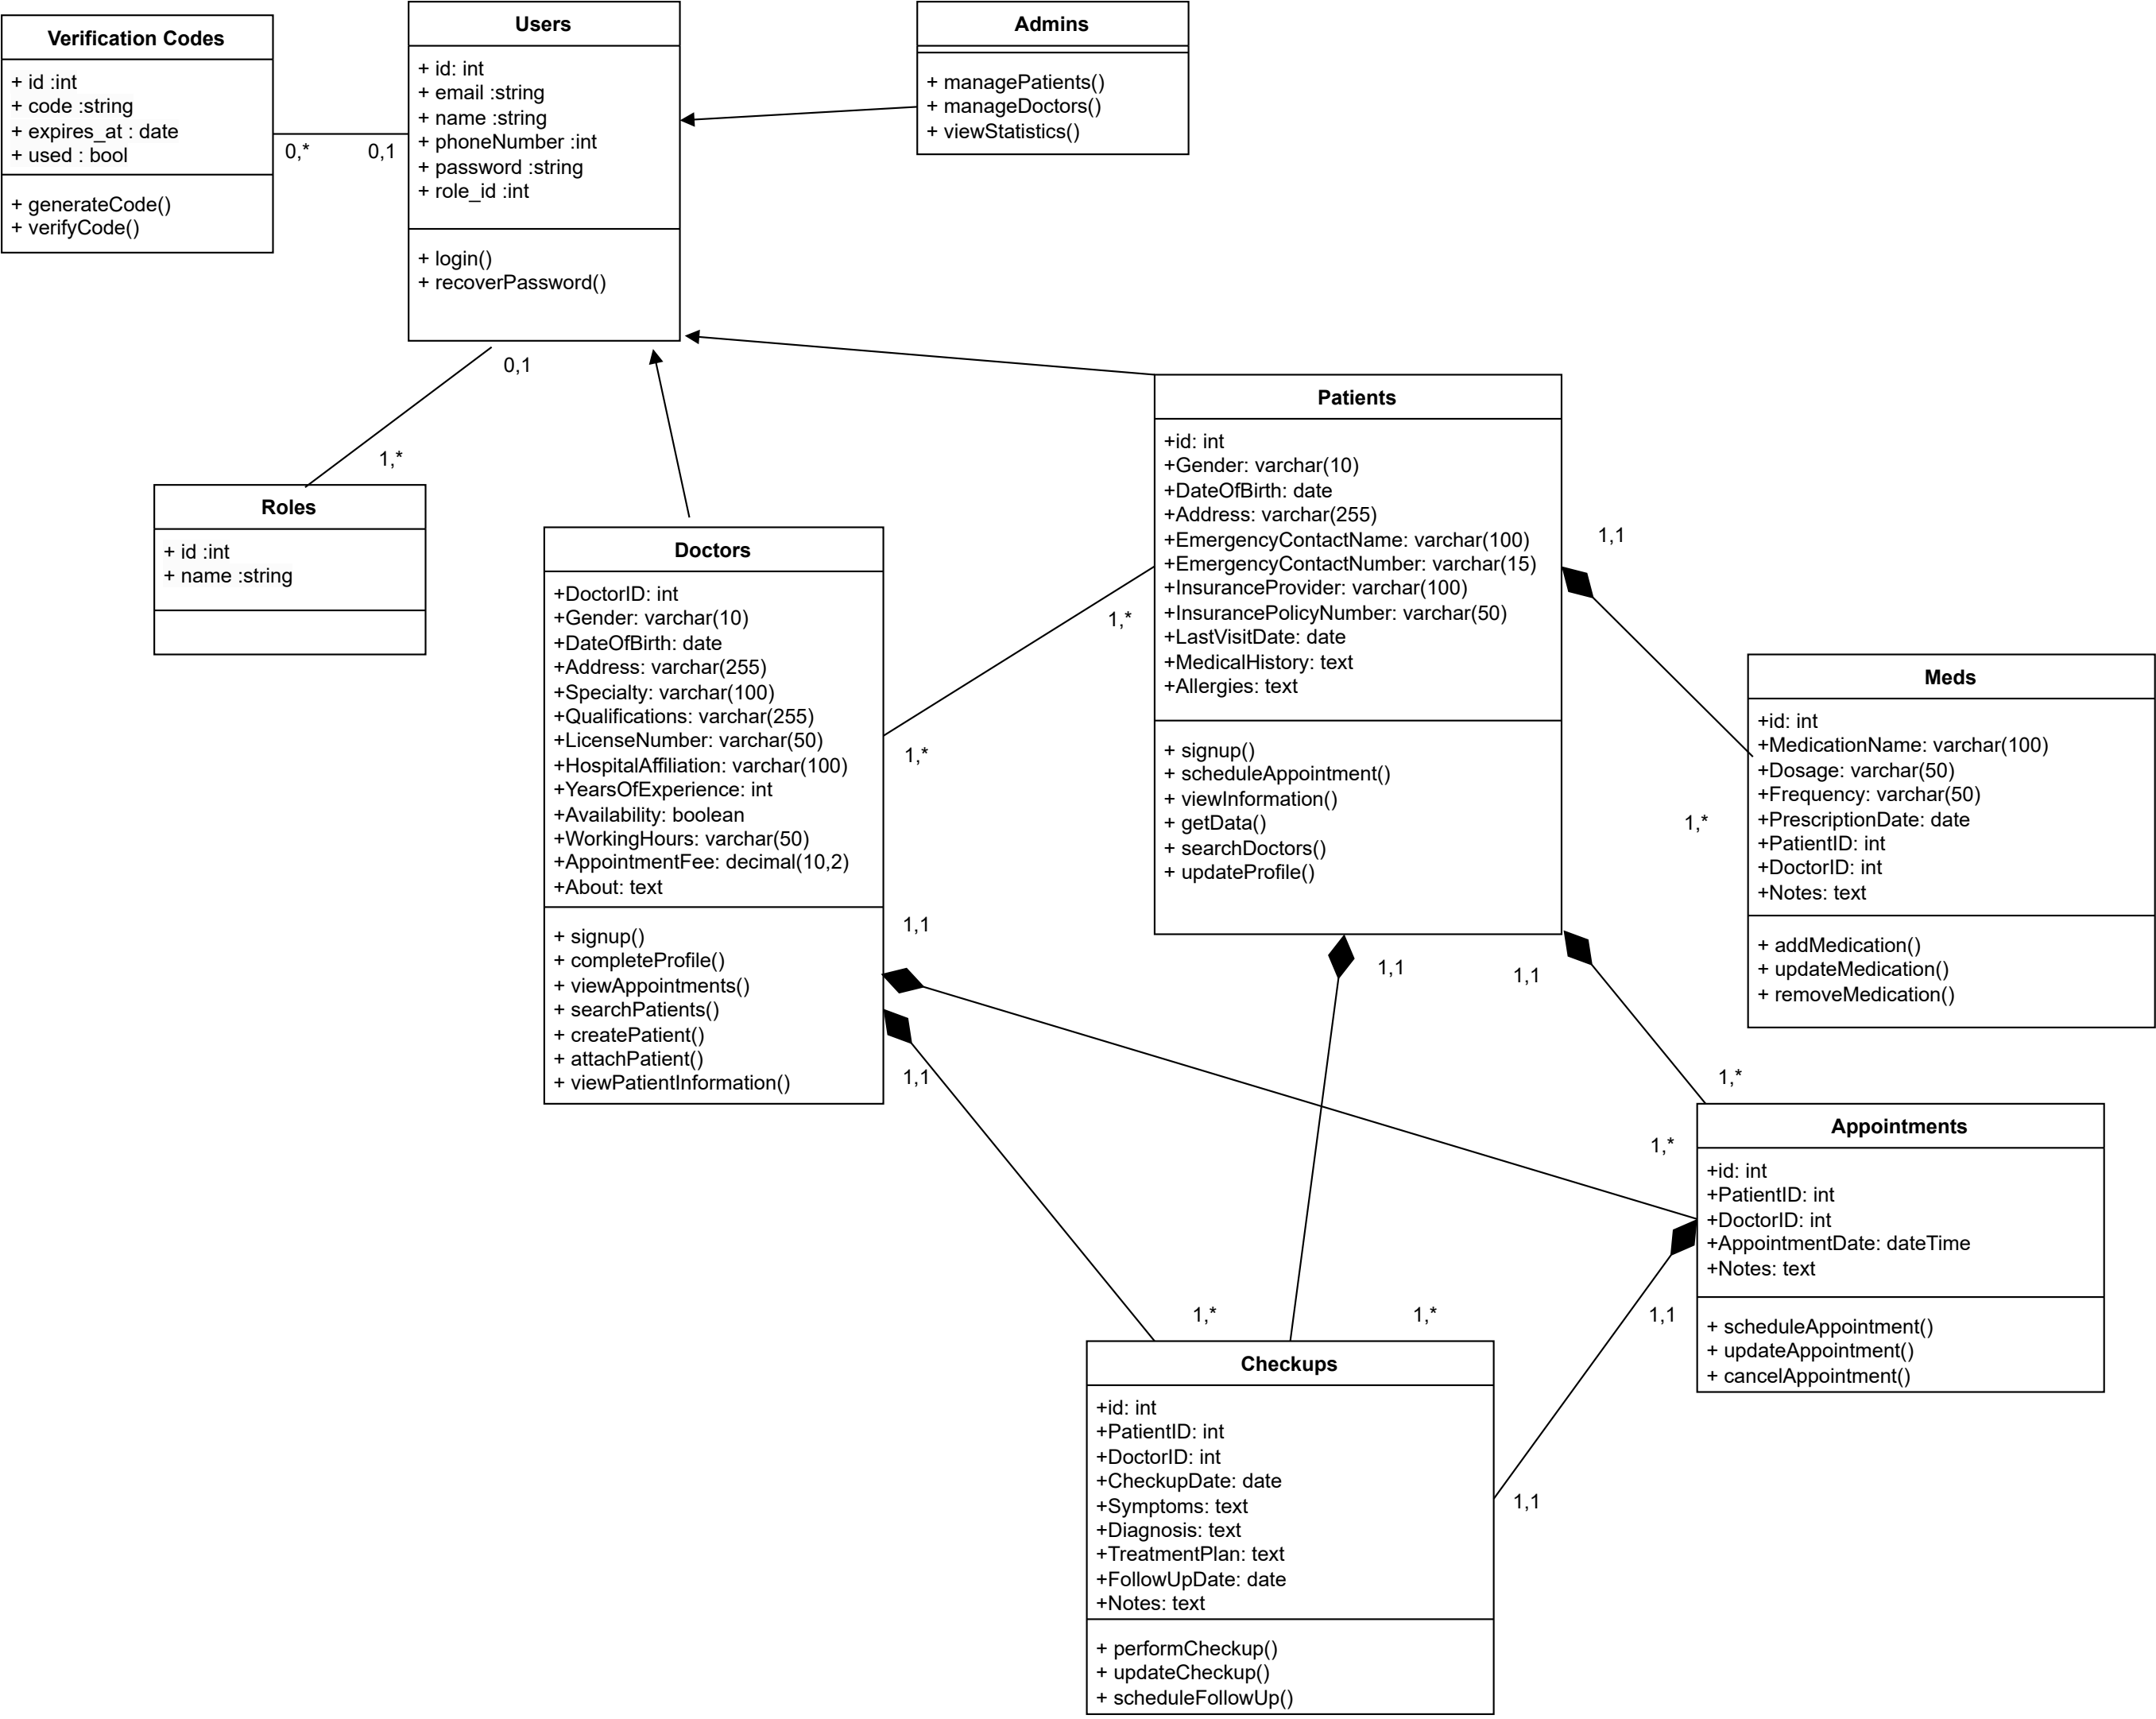 Verification Codes
+ id :int
+ code :string
+ expires_at : date
+ used : bool
+ generateCode()
+ verifyCode()
0,*
0,1
Users
+ id: int
+ email :string
+ name :string
+ phoneNumber :int
+ password :string
+ role_id :int
+ login()
+ recoverPassword()
Admins
+ managePatients()
+ manageDoctors()
+ viewStatistics()
0,1
1,*
Roles
+ id :int
+ name :string
Doctors
+DoctorID: int
+Gender: varchar(10)
+DateOfBirth: date
+Address: varchar(255)
+Specialty: varchar(100)
+Qualifications: varchar(255)
+LicenseNumber: varchar(50)
+HospitalAffiliation: varchar(100)
+YearsOfExperience: int
+Availability: boolean
+WorkingHours: varchar(50)
+AppointmentFee: decimal(10,2)
+About: text
+ signup()
+ completeProfile()
+ viewAppointments()
+ searchPatients()
+ createPatient()
+ attachPatient()
+ viewPatientInformation()
1,*
1,*
1,1
1,1
Patients
+id: int
+Gender: varchar(10)
+DateOfBirth: date
+Address: varchar(255)
+EmergencyContactName: varchar(100)
+EmergencyContactNumber: varchar(15)
+InsuranceProvider: varchar(100)
+InsurancePolicyNumber: varchar(50)
+LastVisitDate: date
+MedicalHistory: text
+Allergies: text
+ signup()
+ scheduleAppointment()
+ viewInformation()
+ getData()
+ searchDoctors()
+ updateProfile()
1,1
1,*
1,1
1,1
Meds
+id: int
+MedicationName: varchar(100)
+Dosage: varchar(50)
+Frequency: varchar(50)
+PrescriptionDate: date
+PatientID: int
+DoctorID: int
+Notes: text
+ addMedication()
+ updateMedication()
+ removeMedication()
1,*
1,*
Appointments
+id: int
+PatientID: int
+DoctorID: int
+AppointmentDate: dateTime
+Notes: text
+ scheduleAppointment()
+ updateAppointment()
+ cancelAppointment()
1,*
1,*
1,1
1,1
Checkups
+id: int
+PatientID: int
+DoctorID: int
+CheckupDate: date
+Symptoms: text
+Diagnosis: text
+TreatmentPlan: text
+FollowUpDate: date
+Notes: text
+ performCheckup()
+ updateCheckup()
+ scheduleFollowUp()